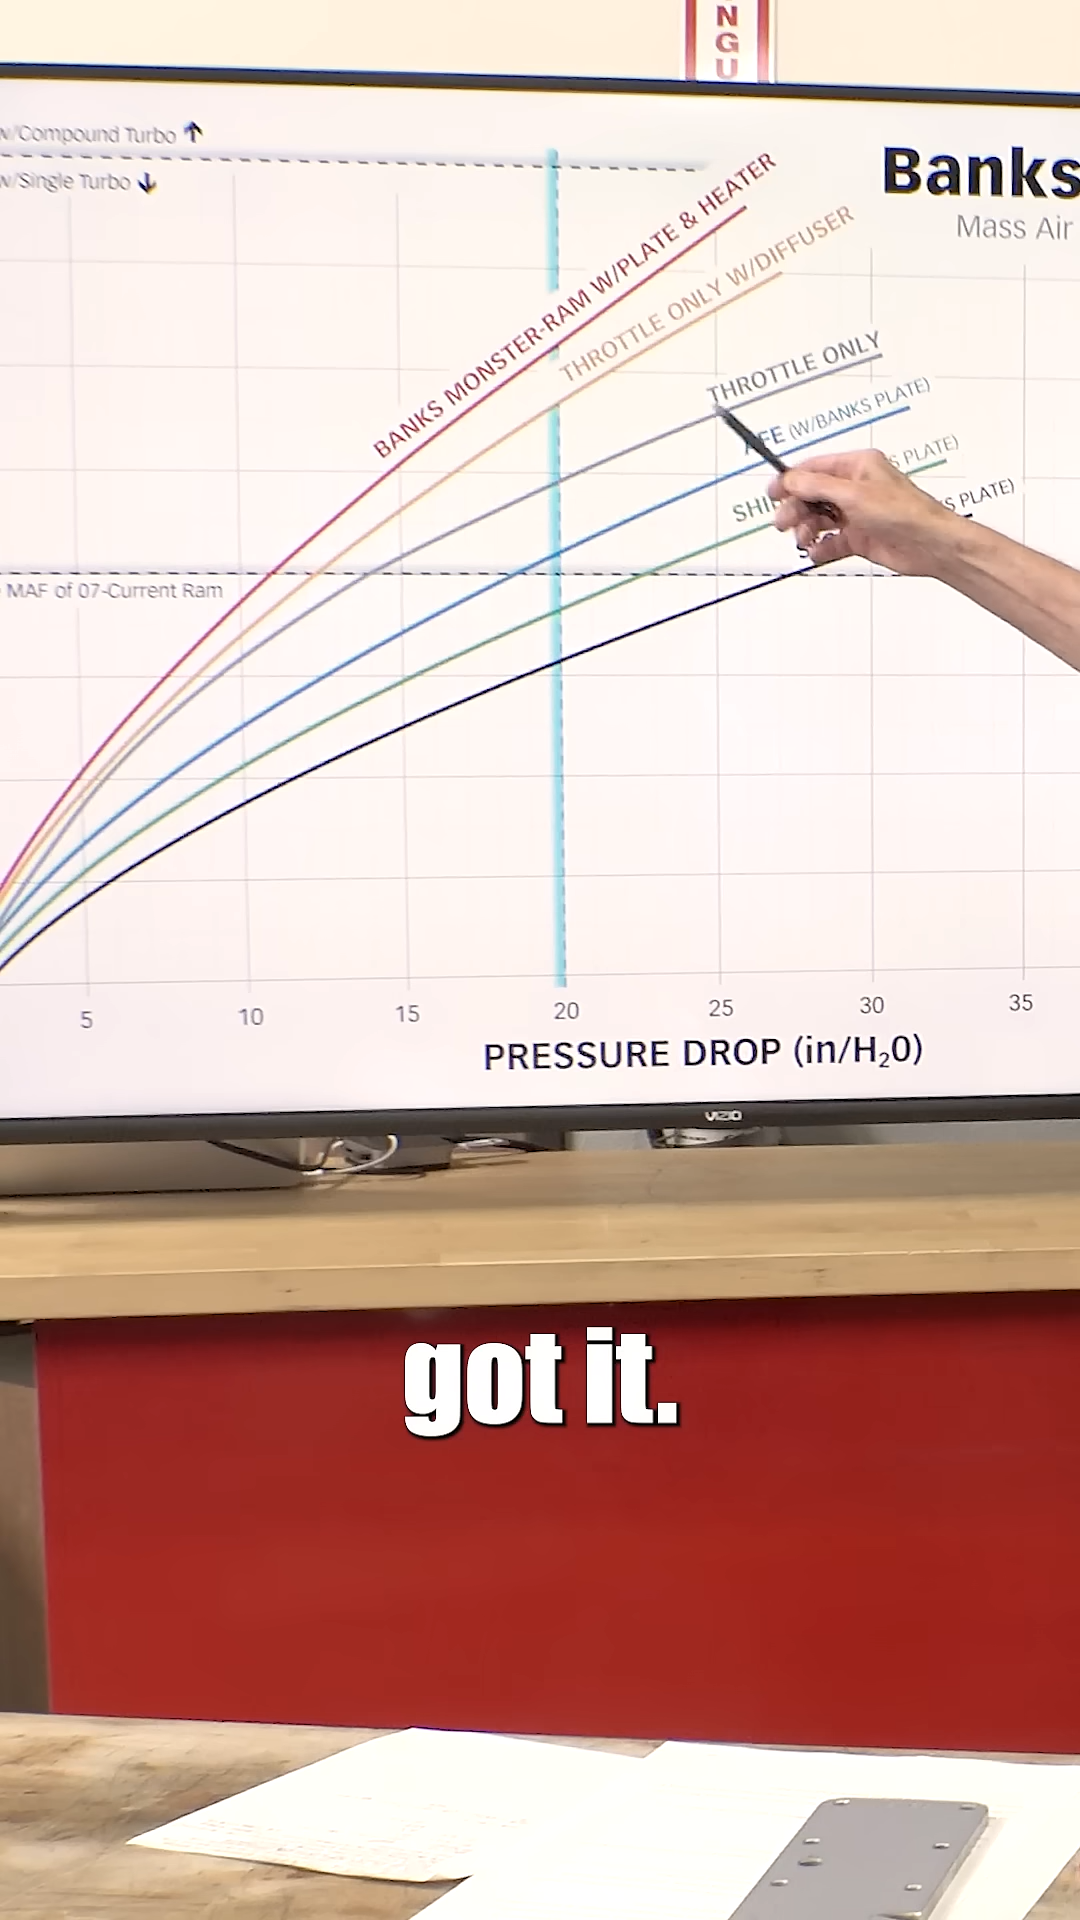 NGU
w/Compound Turbo ↑
w/Single Turbo ↓
Banks
Mass Air
BANKS MONSTER-RAM W/PLATE & HEATER
THROTTLE ONLY W/DIFFUSER
THROTTLE ONLY
AFE (W/BANKS PLATE)
PLATE)
PLATE)
MAF of 07-Current Ram
5 10 15 20 25 30 35
PRESSURE DROP (in/H₂0)
VIZIO
got it.